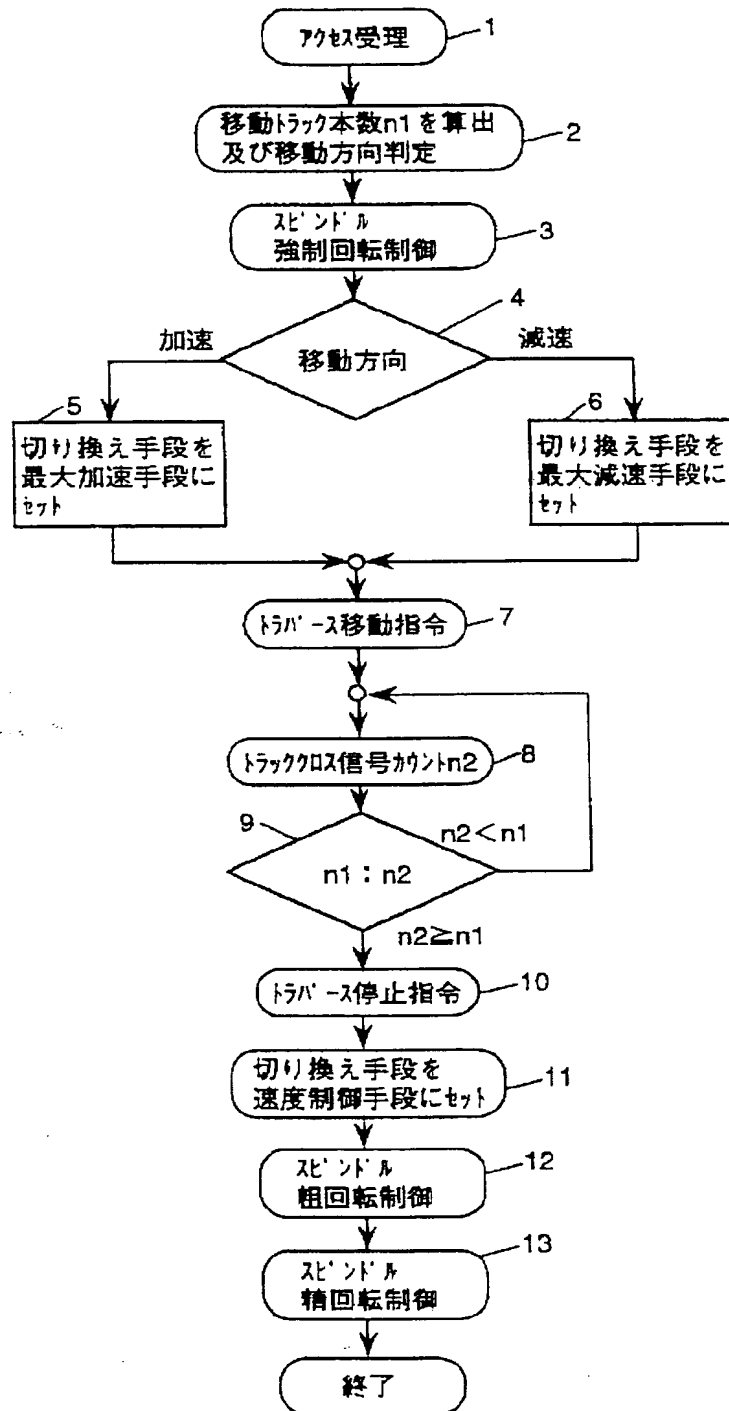 アクセス受理
1
移動トラック本数n1を算出
及び移動方向判定
2
スピンドル
強制回転制御
3
4
加速
移動方向
減速
5
切り換え手段を
最大加速手段に
セット
6
切り換え手段を
最大減速手段に
セット
トラバース移動指令
7
トラッククロス信号カウントn2
8
9
n2<n1
n1:n2
n2≧n1
トラバース停止指令
10
切り換え手段を
速度制御手段にセット
11
スピンドル
粗回転制御
12
スピンドル
精回転制御
13
終了